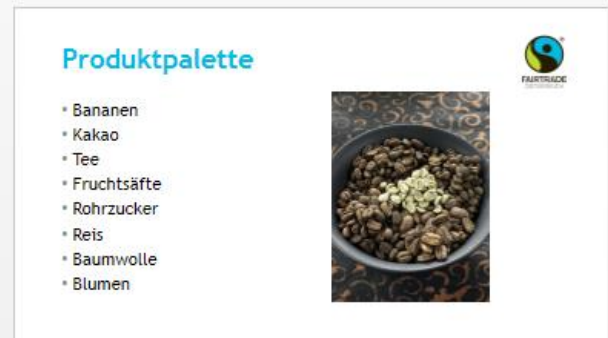 Produktpalette
FAIRTRADE
Bananen
Kakao
Tee
Fruchtsäfte
Rohrzucker
Reis
Baumwolle
Blumen